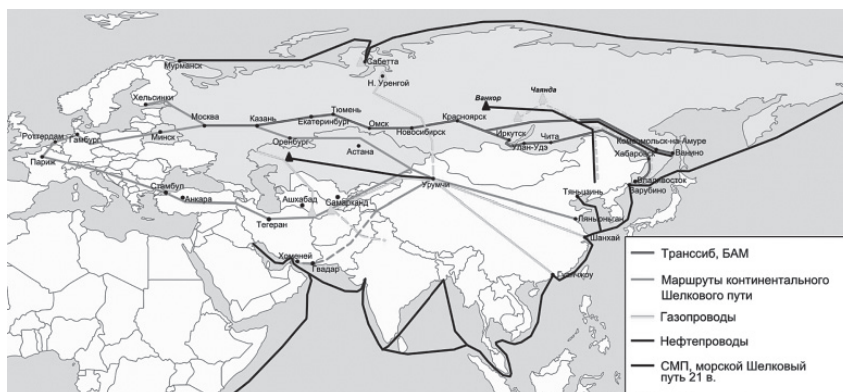 Мурманск
Сабетта
Н. Уренгой
Ванкор
Чаянда
Хельсинки
Москва
Казань
Тюмень
Екатеринбург
Омск
Новосибирск
Красноярск
Роттердам
Гамбург
Минск
Париж
Оренбург
Астана
Иркутск
Улан-Удэ
Чита
Комсомольск-на-Амуре
Хабаровск
Ванино
Владивосток
Зарубино
Стамбул
Анкара
Ашхабад
Самарканд
Урумчи
Тяньцзинь
Тегеран
Ляньюньган
Шанхай
Хоменей
Гвадар
Гуанчжоу
Транссиб, БАМ
Маршруты континентального
Шелкового пути
Газопроводы
Нефтепроводы
СМП, морской Шелковый
путь 21 в.